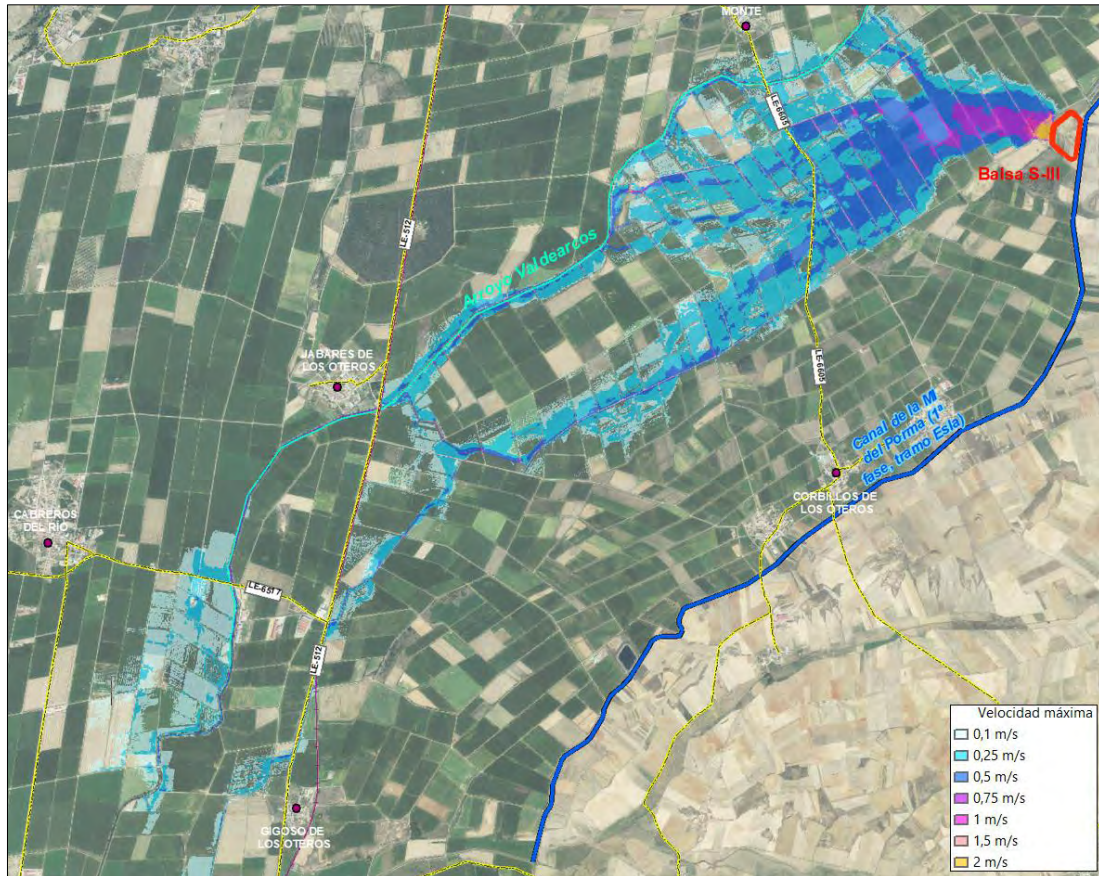 MONTE
LE-6605
Balsa S-III
LE-512
Arroyo Valdearcos
JABARES DE
LOS OTEROS
LE-6605
Canal de la MI
del Porma (1ª
fase, tramo Esla)
CORBILLOS DE
LOS OTEROS
CABREROS
DEL RÍO
LE-6517
LE-512
GIGOSO DE
LOS OTEROS
Velocidad máxima
0,1 m/s
0,25 m/s
0,5 m/s
0,75 m/s
1 m/s
1,5 m/s
2 m/s